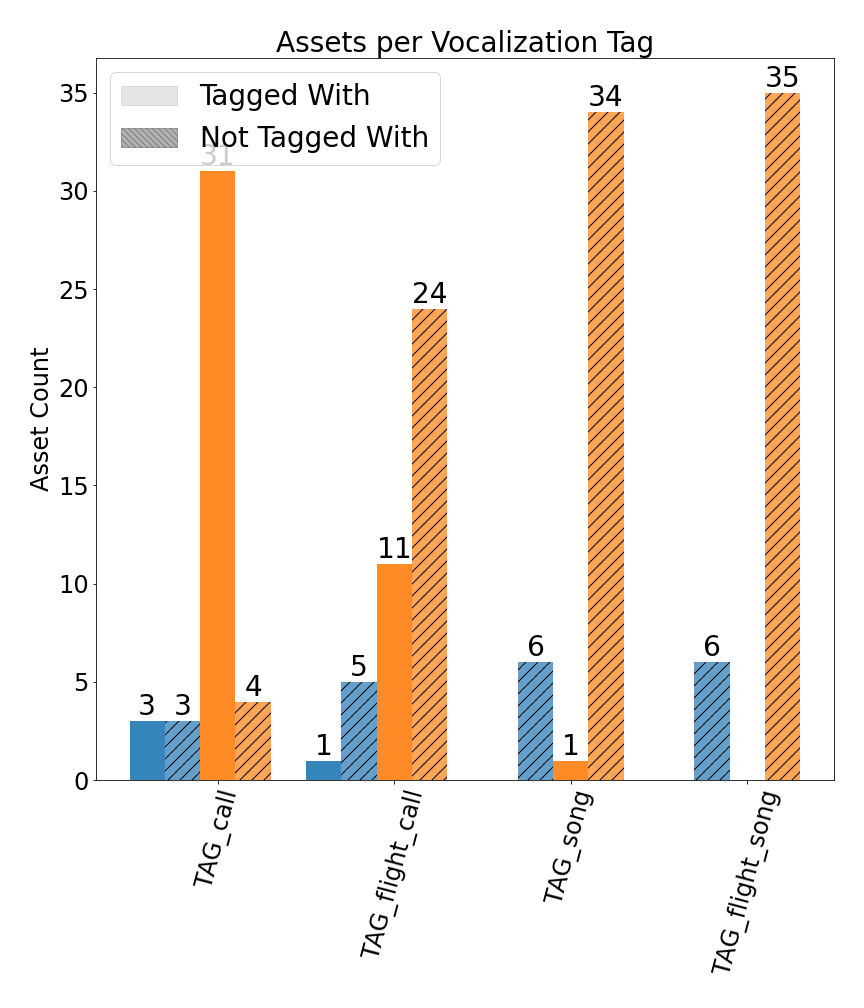 Assets per Vocalization Tag
Tagged With
Not Tagged With
Asset Count
35
30
25
20
15
10
5
0
3
3
31
4
1
5
11
24
6
1
34
6
35
TAG_call
TAG_flight_call
TAG_song
TAG_flight_song